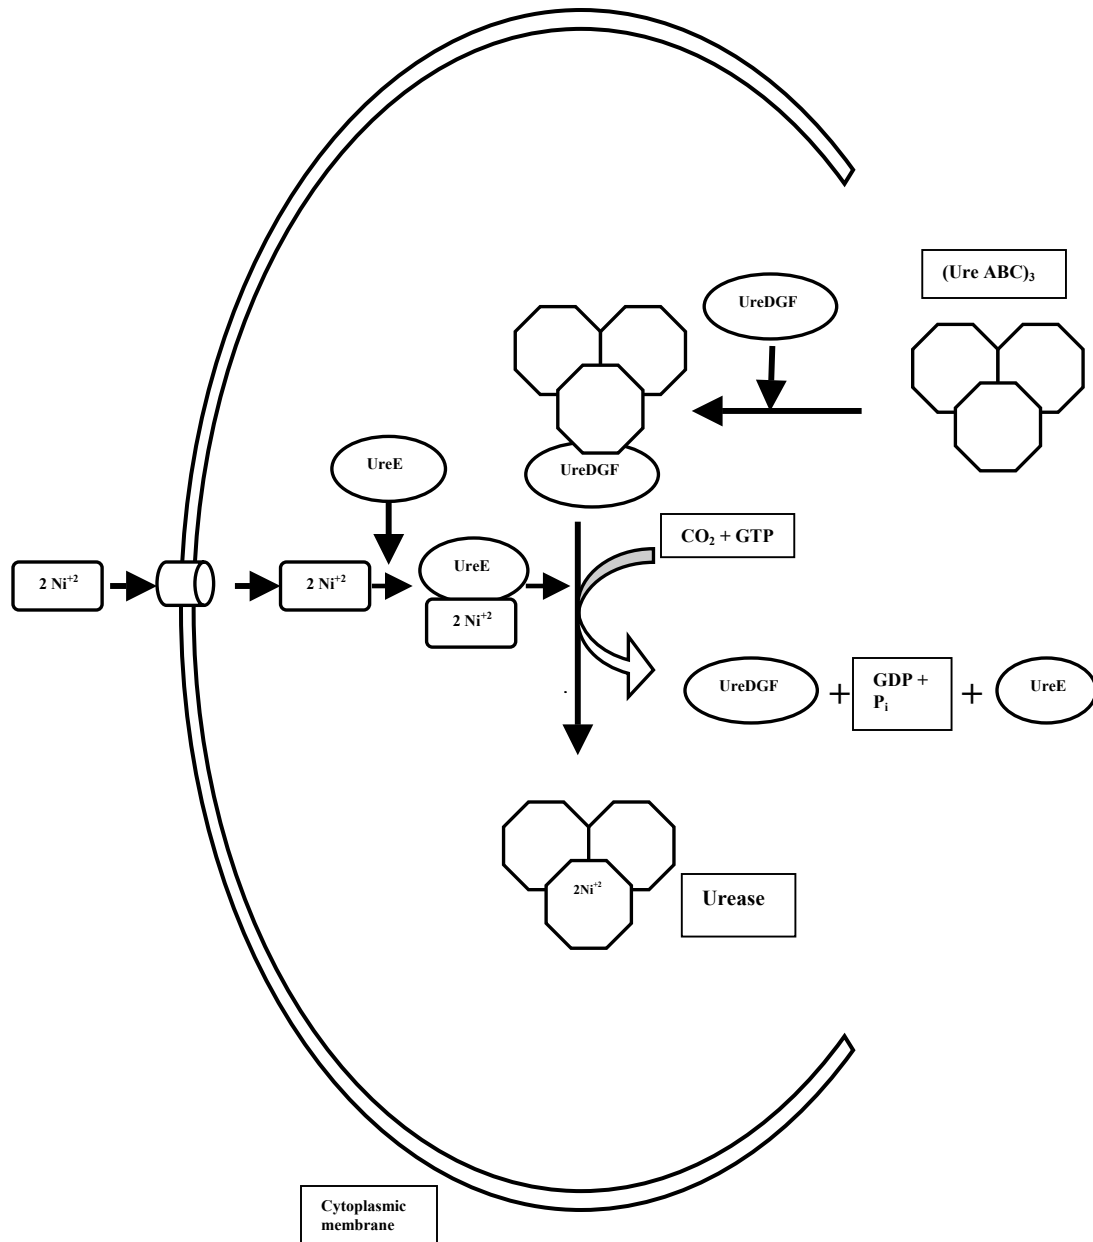 (Ure ABC)₃
UreDGF
UreDGF
UreE
CO₂ + GTP
2 Ni⁺²
2 Ni⁺²
UreE
2 Ni⁺²
UreDGF
+
GDP +
Pᵢ
+
UreE
2Ni⁺²
Urease
Cytoplasmic
membrane